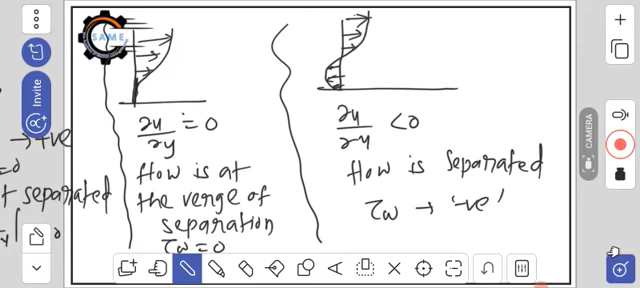 SAME
Invite
CAMERA
→ +ve
=0
t separated
∂u/∂y = 0
flow is at
the verge of
separation
τw = 0
∂u/∂y < 0
flow is separated
τw → '-ve'